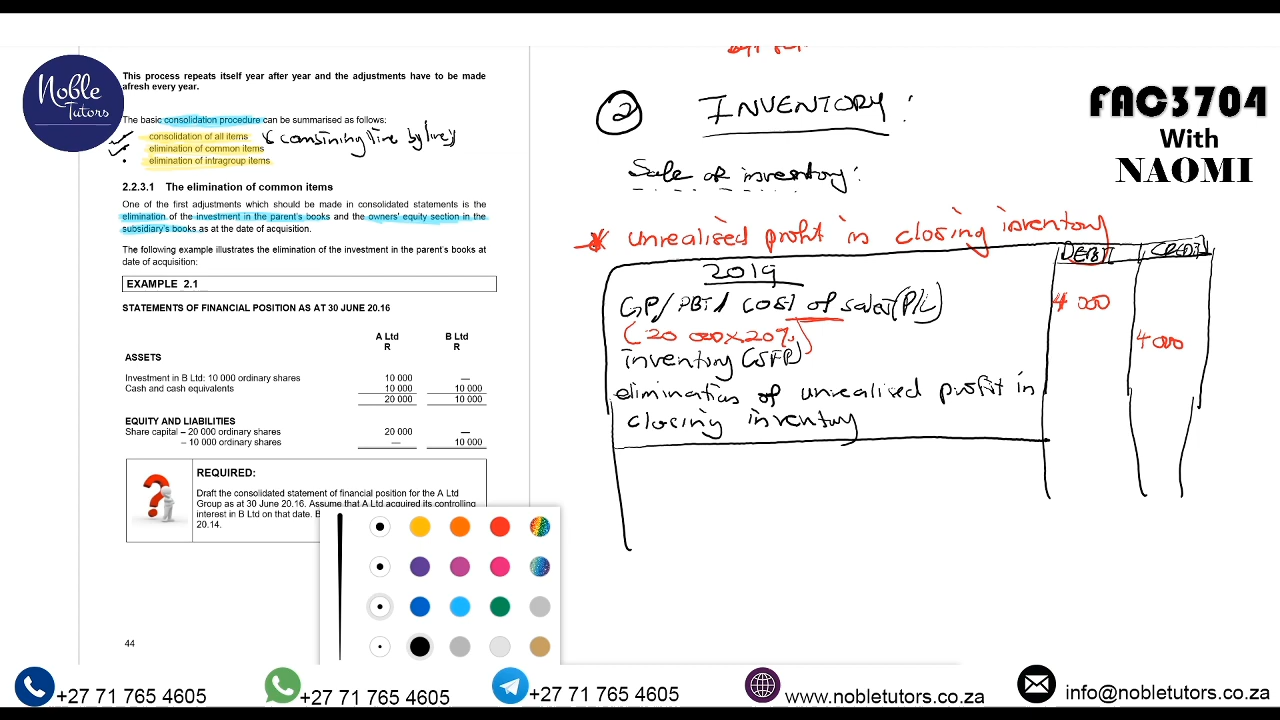 Noble
Tutors
This process repeats itself year after year and the adjustments have to be made
afresh every year.
The basic consolidation procedure can be summarised as follows:
• consolidation of all items
combining line by line
elimination of common items
• elimination of intragroup items
2.2.3.1 The elimination of common items
One of the first adjustments which should be made in consolidated statements is the
elimination of the investment in the parent's books and the owners' equity section in the
subsidiary's books as at the date of acquisition.
The following example illustrates the elimination of the investment in the parent's books at
date of acquisition:
EXAMPLE 2.1
STATEMENTS OF FINANCIAL POSITION AS AT 30 JUNE 20.16
A Ltd B Ltd
R R
ASSETS
Investment in B Ltd: 10 000 ordinary shares 10 000 —
Cash and cash equivalents 10 000 10 000
20 000 10 000
EQUITY AND LIABILITIES
Share capital – 20 000 ordinary shares 20 000 —
– 10 000 ordinary shares — 10 000
REQUIRED:
Draft the consolidated statement of financial position for the A Ltd
Group as at 30 June 20.16. Assume that A Ltd acquired its controlling
interest in B Ltd on that date. B
20.14.
44
2 INVENTORY:
Sale of inventory:
unrealised profit in closing inventory
DEBIT CREDIT
2019
GP/PBT/ Cost of sales (P/L) 4 000
(20 000 x 20%) 4 000
inventory (SFP)
elimination of unrealised profit in
closing inventory
FAC3704
With
NAOMI
+27 71 765 4605
+27 71 765 4605
+27 71 765 4605
www.nobletutors.co.za
info@nobletutors.co.za